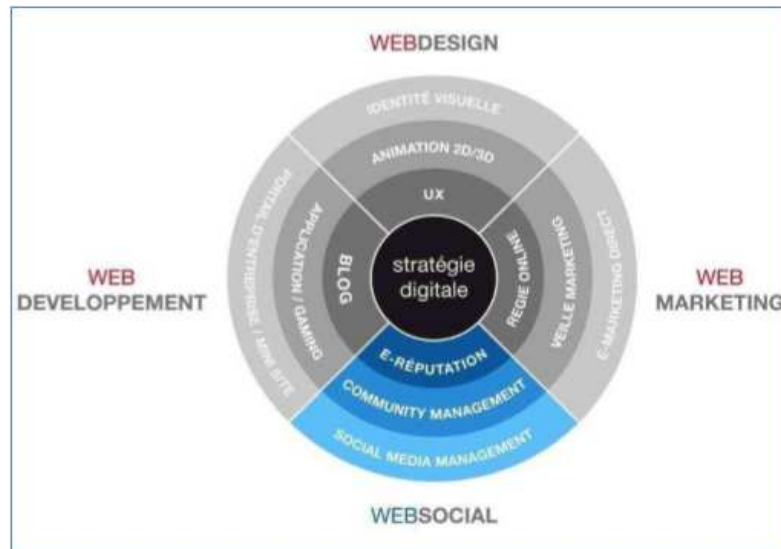 WEBDESIGN
IDENTITÉ VISUELLE
ANIMATION 2D/3D
UX
WEB
DEVELOPPEMENT
PORTAIL D'ENTREPRISE / MINI SITE
APPLICATION / GAMING
BLOG
stratégie
digitale
REGIE ONLINE
VEILLE MARKETING
E-MARKETING DIRECT
WEB
MARKETING
E-RÉPUTATION
COMMUNITY MANAGEMENT
SOCIAL MEDIA MANAGEMENT
WEBSOCIAL